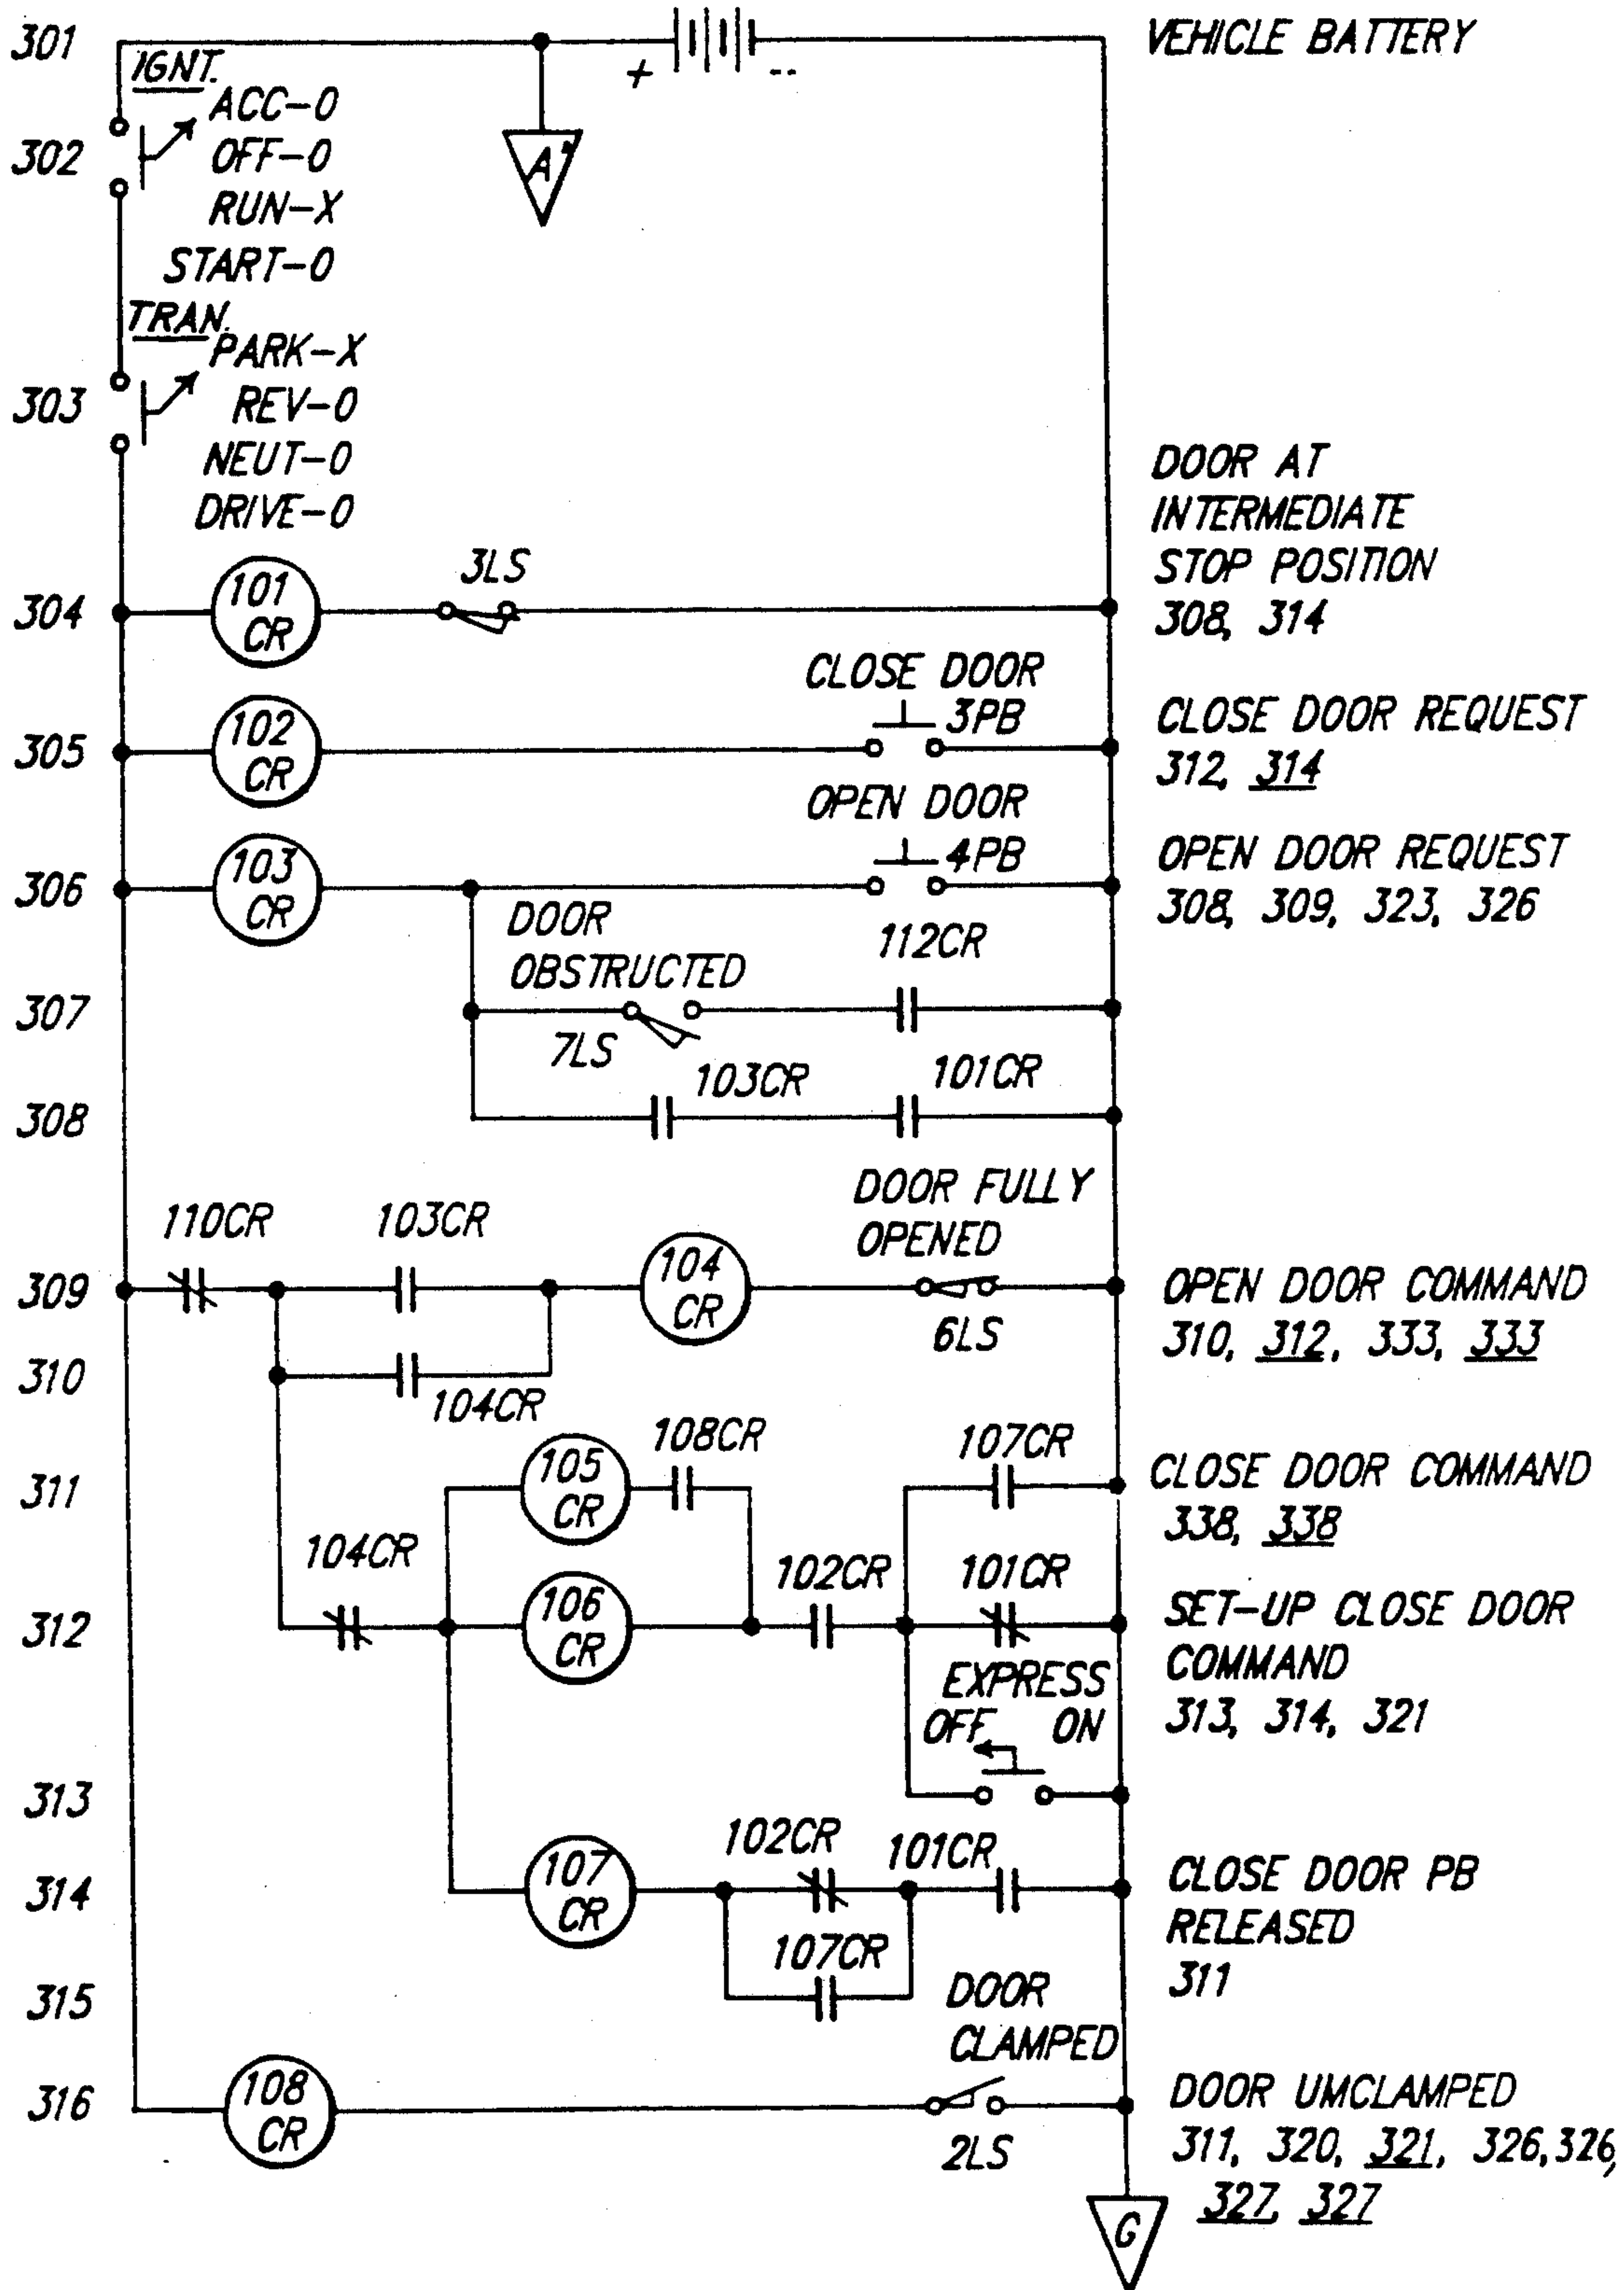 301
VEHICLE BATTERY
+ --
IGNT.
ACC-O
302
OFF-O
A'
RUN-X
START-O
TRAN.
PARK-X
303
REV-O
NEUT-O
DRIVE-O
DOOR AT
INTERMEDIATE
STOP POSITION
308, 314
304
101
CR
3LS
CLOSE DOOR
3PB
305
102
CR
CLOSE DOOR REQUEST
312, 314
OPEN DOOR
4PB
306
103
CR
OPEN DOOR REQUEST
308, 309, 323, 326
DOOR
OBSTRUCTED
112CR
307
7LS
103CR
101CR
308
DOOR FULLY
OPENED
110CR
103CR
309
104
CR
6LS
OPEN DOOR COMMAND
310, 312, 333, 333
310
104CR
108CR
107CR
311
105
CR
CLOSE DOOR COMMAND
338, 338
104CR
102CR
101CR
312
106
CR
SET-UP CLOSE DOOR
COMMAND
313, 314, 321
EXPRESS
OFF ON
313
102CR
101CR
314
107
CR
CLOSE DOOR PB
RELEASED
311
107CR
315
DOOR
CLAMPED
316
108
CR
2LS
DOOR UMCLAMPED
311, 320, 321, 326,326,
327, 327
G